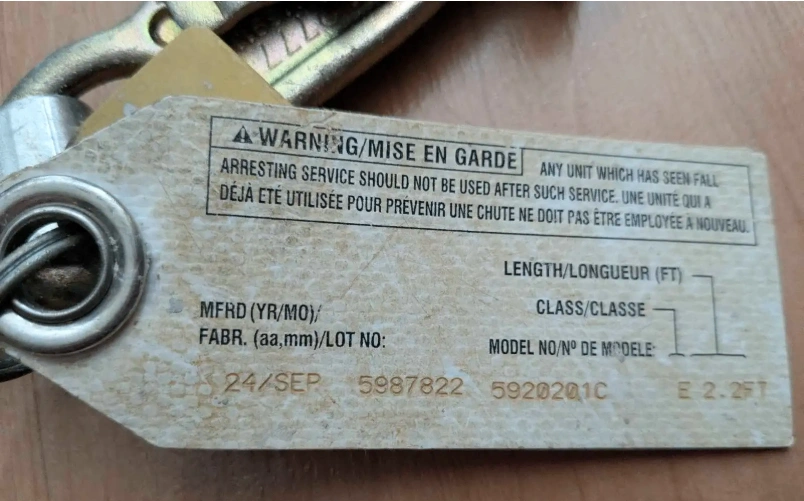 ⚠ WARNING/MISE EN GARDE ANY UNIT WHICH HAS SEEN FALL
ARRESTING SERVICE SHOULD NOT BE USED AFTER SUCH SERVICE. UNE UNITÉ QUI A
DÉJÀ ETÉ UTILISÉE POUR PRÉVENIR UNE CHUTE NE DOIT PAS ÊTRE EMPLOYÉE A NOUVEAU.
LENGTH/LONGUEUR (FT)
CLASS/CLASSE
MFRD (YR/MO)/
FABR. (aa,mm)/LOT NO:
MODEL NO/Nº DE MODELE:
24/SEP 5987822 5920201C E 2.2FT